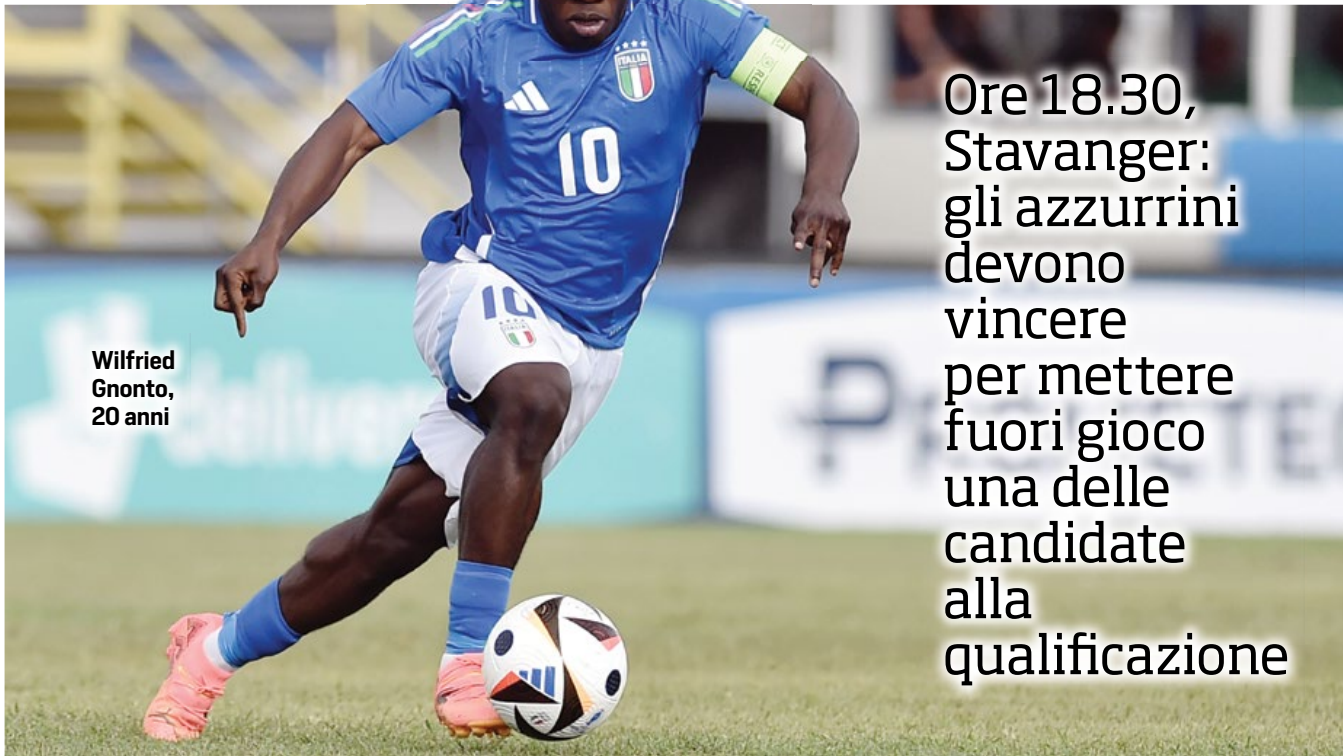 Ore 18.30,
Stavanger:
gli azzurrini
devono
vincere
per mettere
fuori gioco
una delle
candidate
alla
qualificazione
Wilfried
Gnonto,
20 anni
ITALIA
10
10